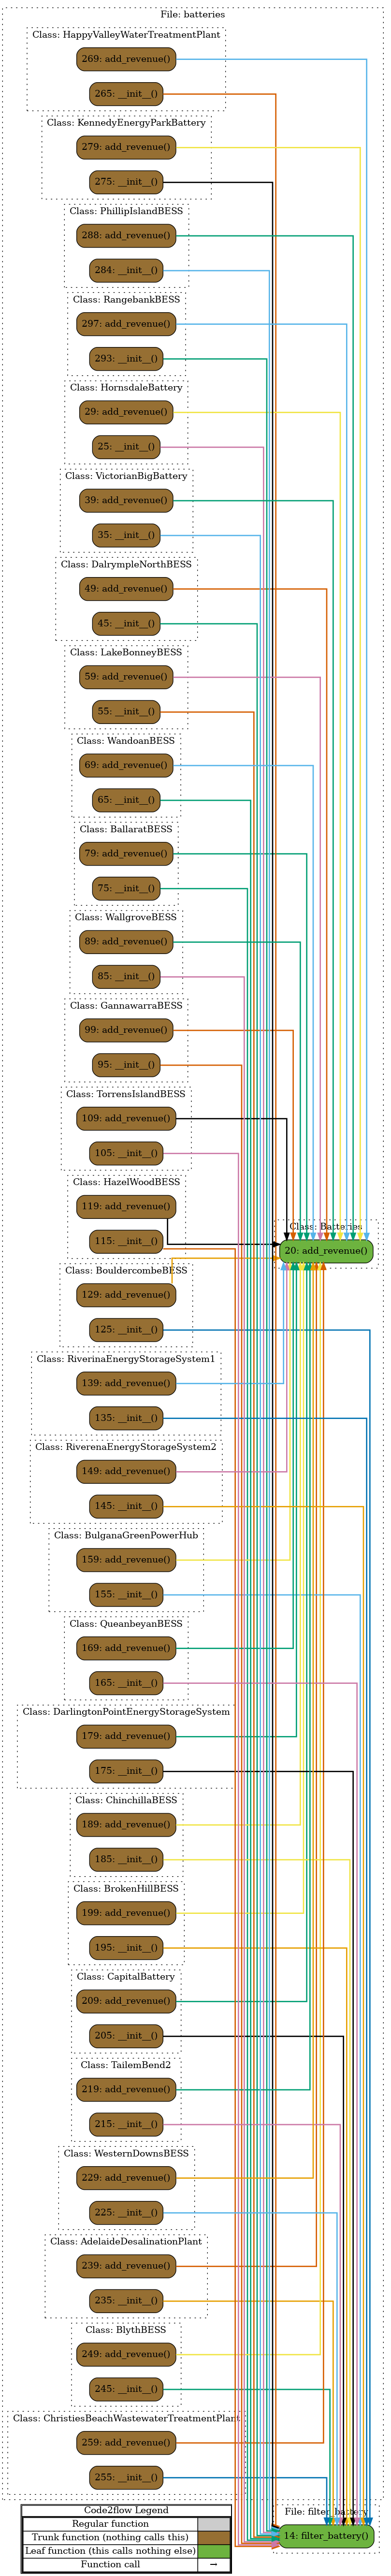 File: batteries
Class: HappyValleyWaterTreatmentPlant
269: add_revenue()
265: __init__()
Class: KennedyEnergyParkBattery
279: add_revenue()
275: __init__()
Class: PhillipIslandBESS
288: add_revenue()
284: __init__()
Class: RangebankBESS
297: add_revenue()
293: __init__()
Class: HornsdaleBattery
29: add_revenue()
25: __init__()
Class: VictorianBigBattery
39: add_revenue()
35: __init__()
Class: DalrympleNorthBESS
49: add_revenue()
45: __init__()
Class: LakeBonneyBESS
59: add_revenue()
55: __init__()
Class: WandoanBESS
69: add_revenue()
65: __init__()
Class: BallaratBESS
79: add_revenue()
75: __init__()
Class: WallgroveBESS
89: add_revenue()
85: __init__()
Class: GannawarraBESS
99: add_revenue()
95: __init__()
Class: TorrensIslandBESS
109: add_revenue()
105: __init__()
Class: HazelWoodBESS
119: add_revenue()
115: __init__()
Class: Batteries
20: add_revenue()
Class: BouldercombeBESS
129: add_revenue()
125: __init__()
Class: RiverinaEnergyStorageSystem1
139: add_revenue()
135: __init__()
Class: RiverenaEnergyStorageSystem2
149: add_revenue()
145: __init__()
Class: BulganaGreenPowerHub
159: add_revenue()
155: __init__()
Class: QueanbeyanBESS
169: add_revenue()
165: __init__()
Class: DarlingtonPointEnergyStorageSystem
179: add_revenue()
175: __init__()
Class: ChinchillaBESS
189: add_revenue()
185: __init__()
Class: BrokenHillBESS
199: add_revenue()
195: __init__()
Class: CapitalBattery
209: add_revenue()
205: __init__()
Class: TailemBend2
219: add_revenue()
215: __init__()
Class: WesternDownsBESS
229: add_revenue()
225: __init__()
Class: AdelaideDesalinationPlant
239: add_revenue()
235: __init__()
Class: BlythBESS
249: add_revenue()
245: __init__()
Class: ChristiesBeachWastewaterTreatmentPlant
259: add_revenue()
255: __init__()
File: filter_battery
14: filter_battery()
Code2flow Legend
Regular function
Trunk function (nothing calls this)
Leaf function (this calls nothing else)
Function call →